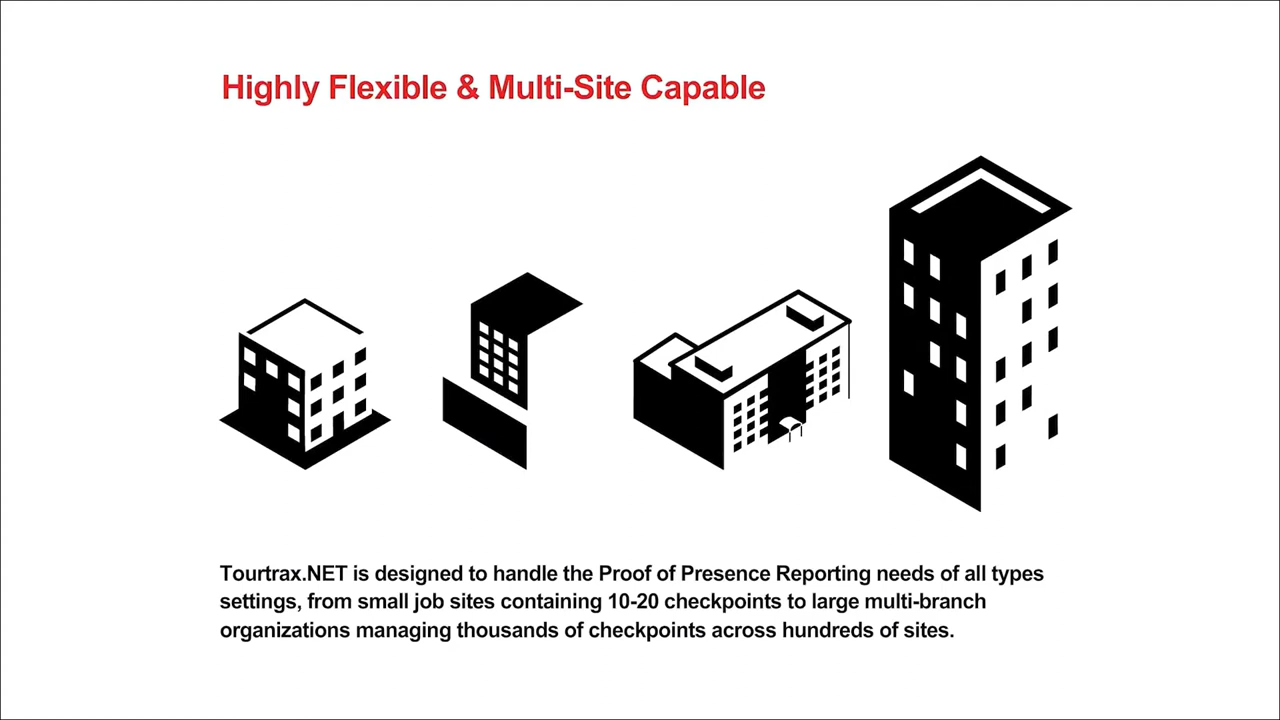 Highly Flexible & Multi-Site Capable
Tourtrax.NET is designed to handle the Proof of Presence Reporting needs of all types
settings, from small job sites containing 10-20 checkpoints to large multi-branch
organizations managing thousands of checkpoints across hundreds of sites.